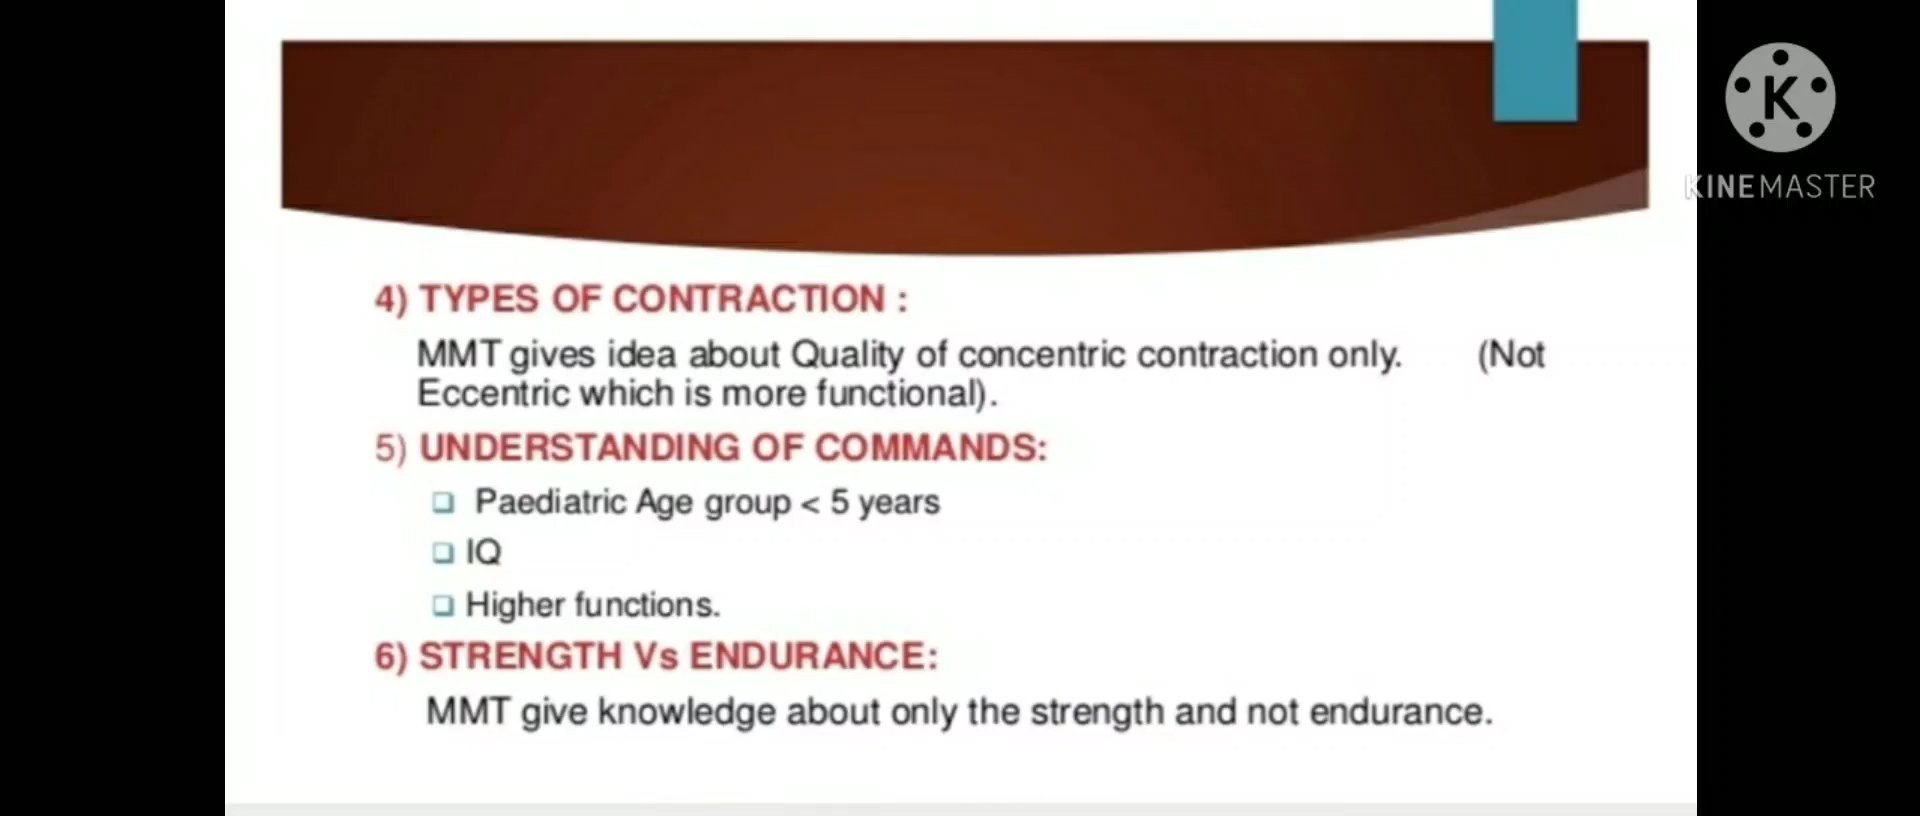 K
KINEMASTER
4) TYPES OF CONTRACTION :
MMT gives idea about Quality of concentric contraction only. (Not
Eccentric which is more functional).
5) UNDERSTANDING OF COMMANDS:
❑ Paediatric Age group < 5 years
❑ IQ
❑ Higher functions.
6) STRENGTH Vs ENDURANCE:
MMT give knowledge about only the strength and not endurance.